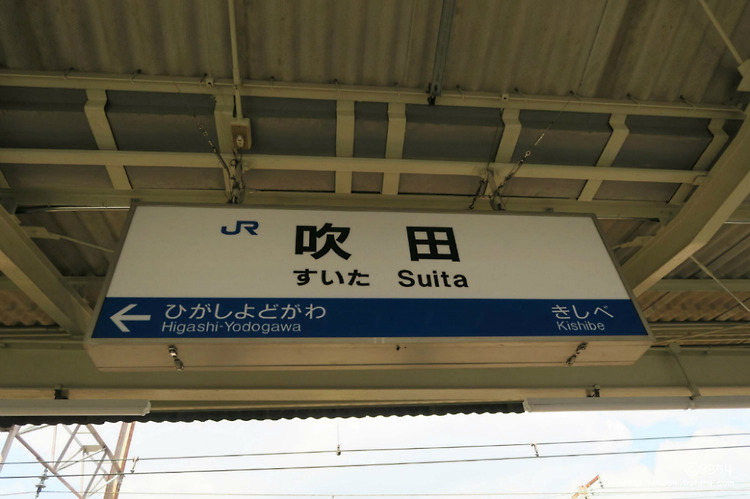 JR 吹田
すいた Suita
← ひがしよどがわ きしべ
Higashi-Yodogawa Kishibe